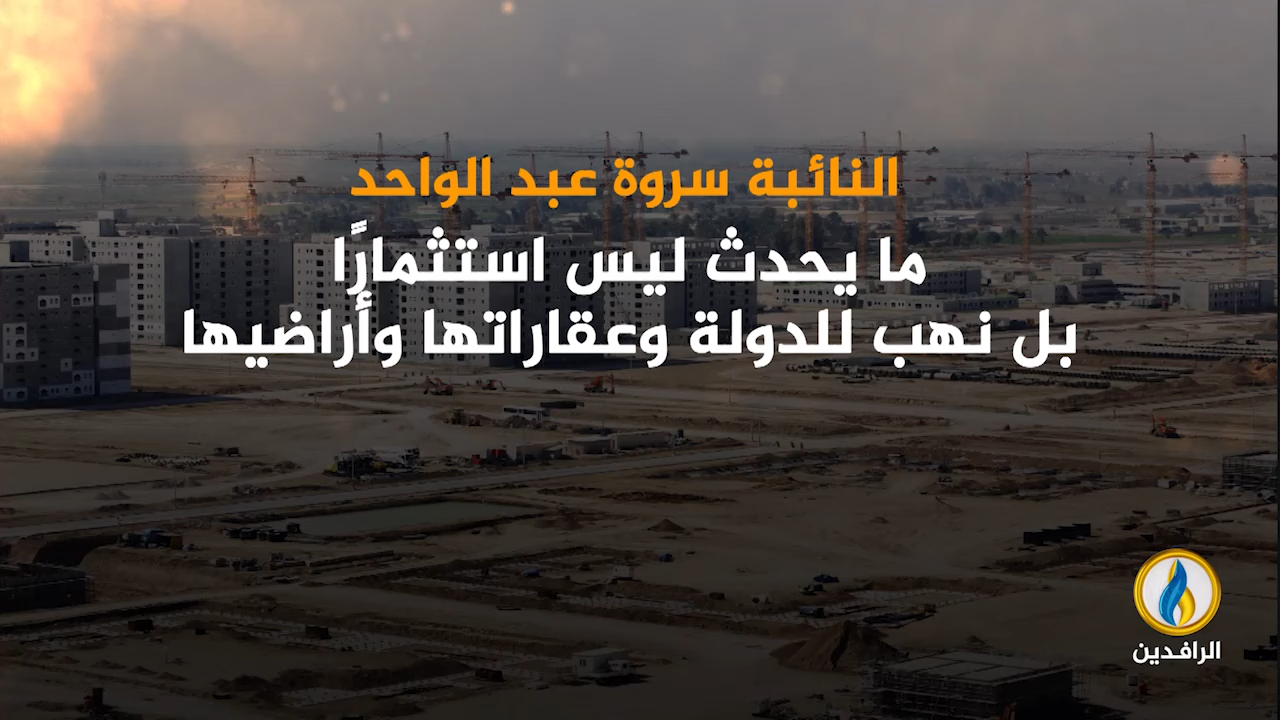 النائبة سروة عبد الواحد
ما يحدث ليس استثمارًا
بل نهب للدولة وعقاراتها وأراضيها
الرافدين